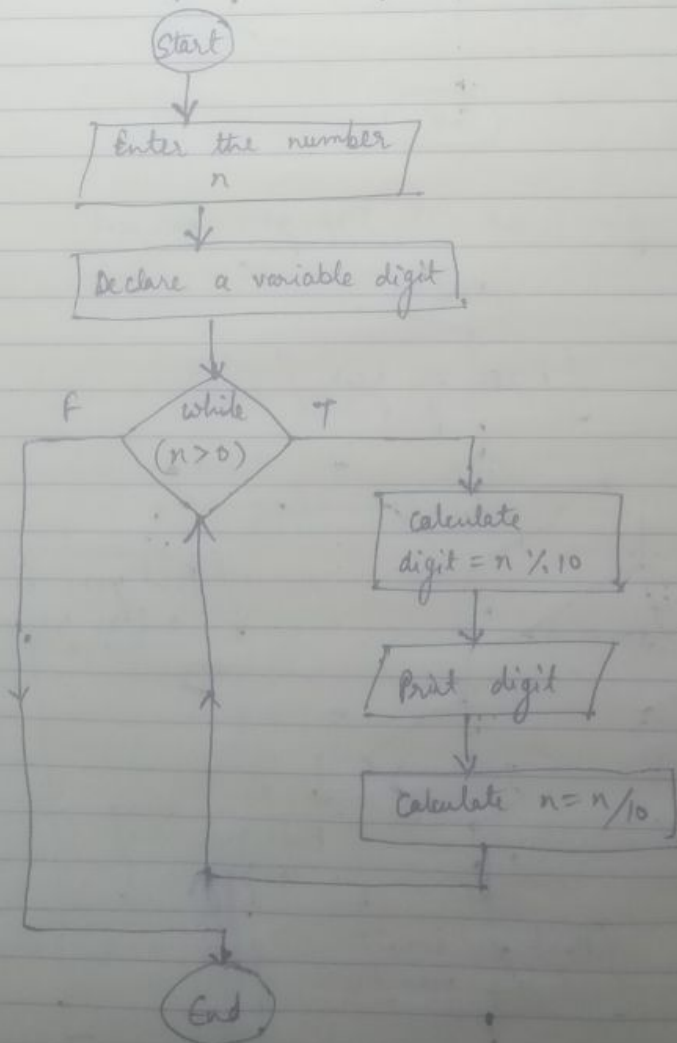 Start
Enter the number
n
Declare a variable digit
while
(n>0)
F
T
Calculate
digit = n % 10
Print digit
Calculate n = n/10
End